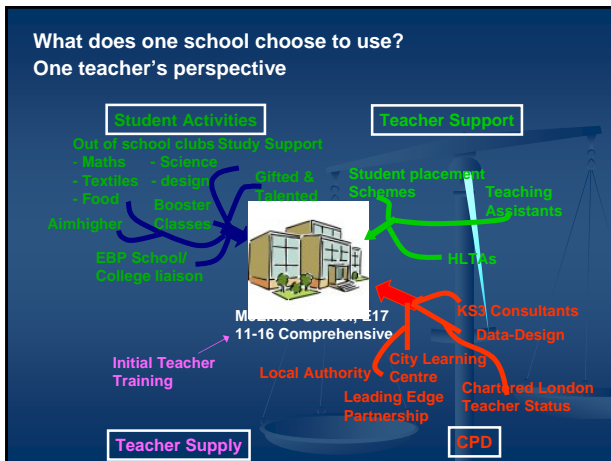 What does one school choose to use?
One teacher's perspective
Student Activities
Out of school clubs
- Maths - Science
- Textiles - design
- Food
Study Support
Gifted &
Talented
Booster
Classes
Aimhigher
EBP School/
College liaison
Teacher Support
Student placement
Schemes
Teaching
Assistants
HLTAs
School, E17
11-16 Comprehensive
Initial Teacher
Training
Teacher Supply
KS3 Consultants
Data-Design
City Learning
Centre
Local Authority
Leading Edge
Partnership
Chartered London
Teacher Status
CPD